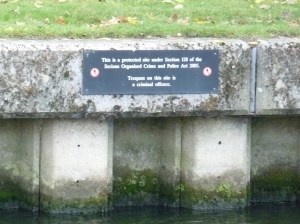 This is a protected site under Section 128 of the
Serious Organised Crime and Police Act 2005.
Trespass on this site is
a criminal offence.